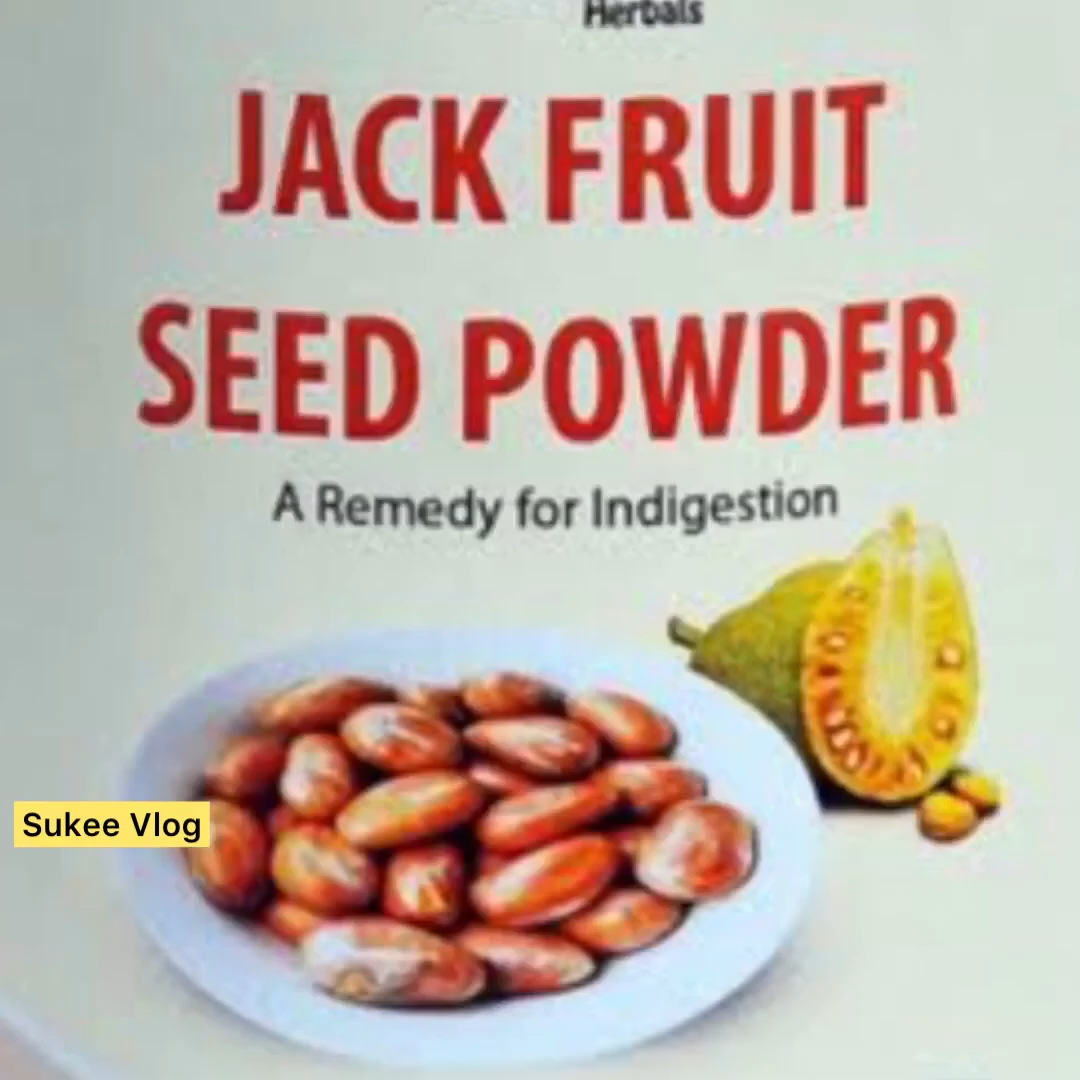 Herbals
JACK FRUIT
SEED POWDER
A Remedy for Indigestion
Sukee Vlog